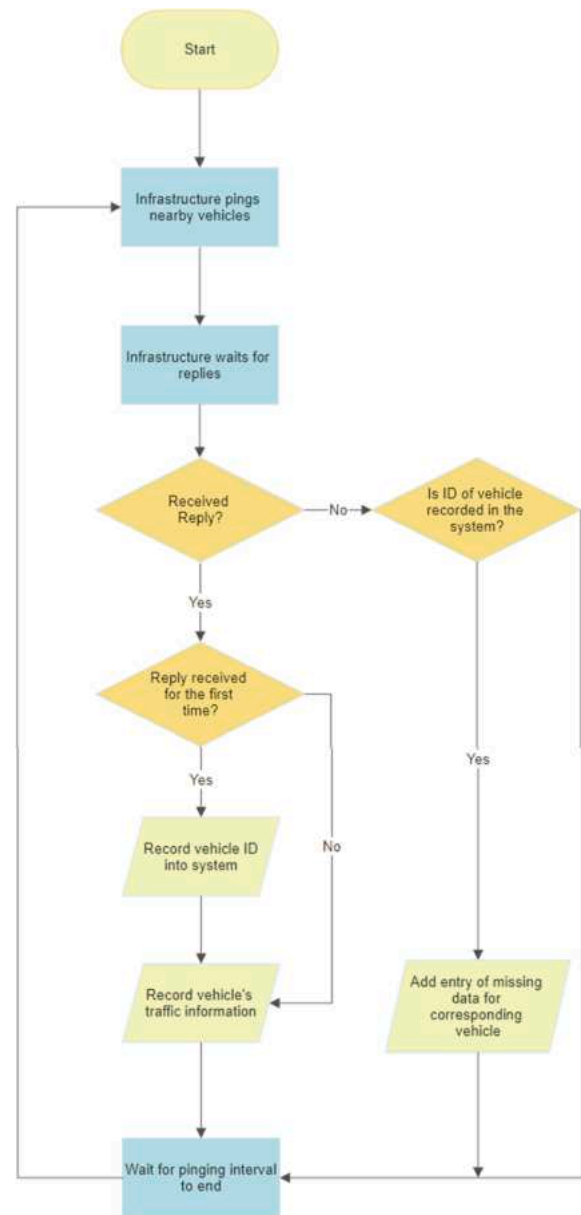 Start
Infrastructure pings
nearby vehicles
Infrastructure waits for
replies
Received
Reply?
No
Is ID of vehicle
recorded in the
system?
Yes
Reply received
for the first
time?
Yes
Yes
Record vehicle ID
into system
No
Record vehicle's
traffic information
Add entry of missing
data for
corresponding
vehicle
Wait for pinging interval
to end